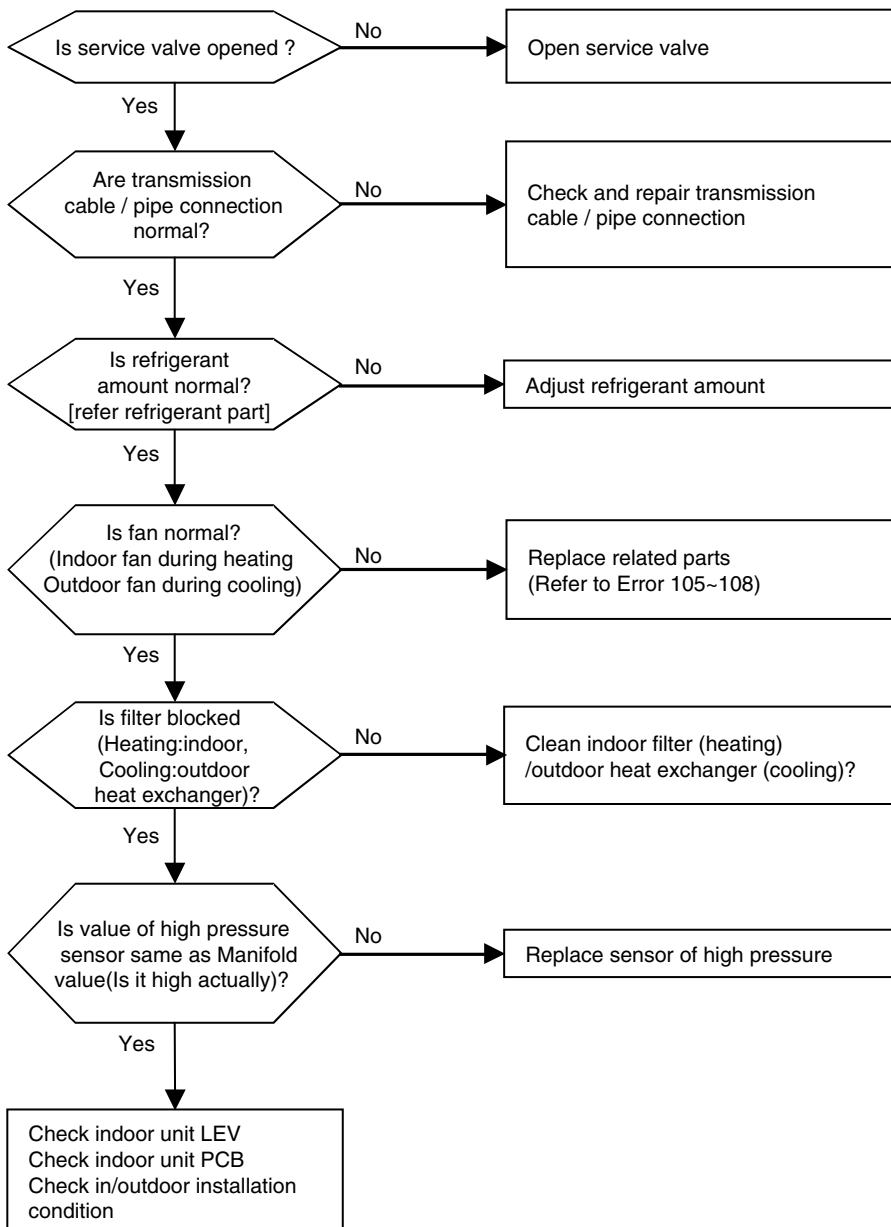 Is service valve opened ?
No
Open service valve
Yes
Are transmission
cable / pipe connection
normal?
No
Check and repair transmission
cable / pipe connection
Yes
Is refrigerant
amount normal?
[refer refrigerant part]
No
Adjust refrigerant amount
Yes
Is fan normal?
(Indoor fan during heating
Outdoor fan during cooling)
No
Replace related parts
(Refer to Error 105~108)
Yes
Is filter blocked
(Heating:indoor,
Cooling:outdoor
heat exchanger)?
No
Clean indoor filter (heating)
/outdoor heat exchanger (cooling)?
Yes
Is value of high pressure
sensor same as Manifold
value(Is it high actually)?
No
Replace sensor of high pressure
Yes
Check indoor unit LEV
Check indoor unit PCB
Check in/outdoor installation
condition